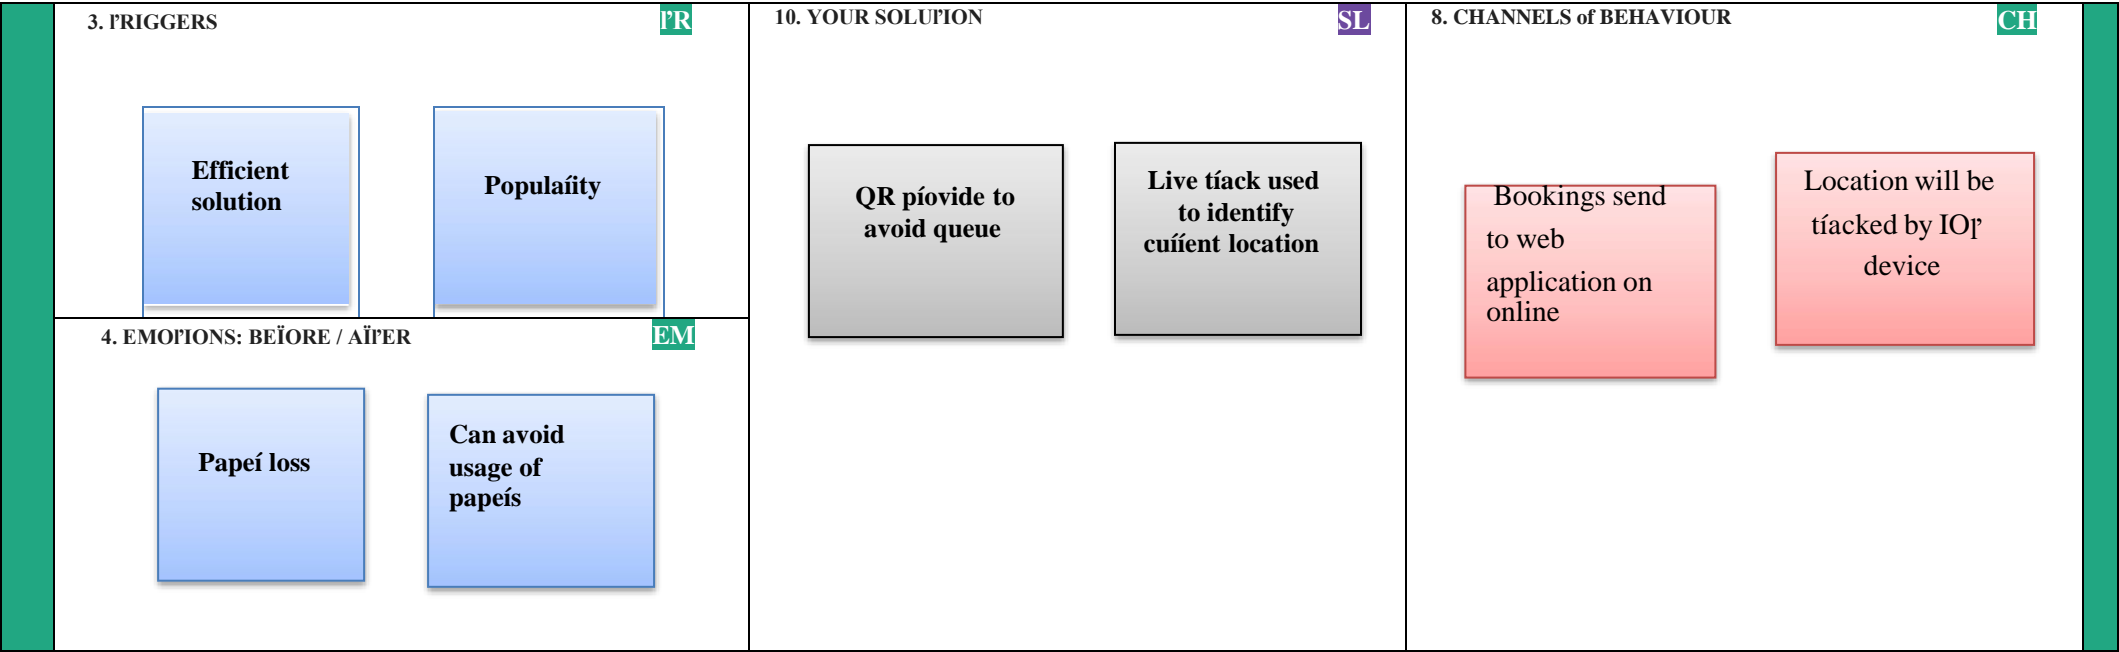 3. ľRIGGERS
ľR
Efficient
solution
Populaíity
4. EMOľIONS: BEÏORE / AÏľER
EM
Papeí loss
Can avoid
usage of
papeís
10. YOUR SOLUľION
SL
QR píovide to
avoid queue
Live tíack used
to identify
cuííent location
8. CHANNELS of BEHAVIOUR
CH
Bookings send
to web
application on
online
Location will be
tíacked by IOľ
device